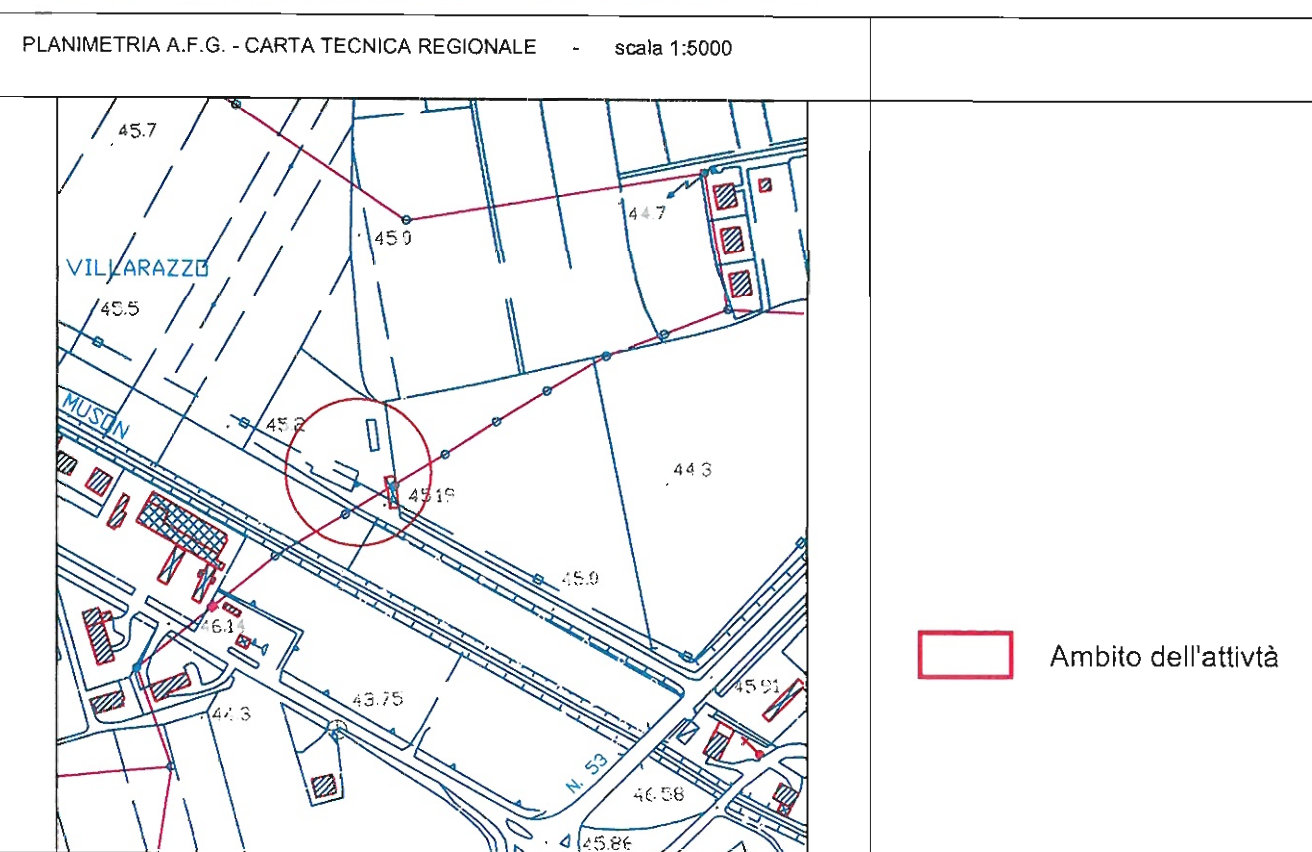 PLANIMETRIA A.F.G. - CARTA TECNICA REGIONALE - scala 1:5000
45.7
44.7
45.9
VILLARAZZO
45.5
MUSON
45.2
44.3
45.19
45.9
46.14
Ambito dell'attivtà
45.91
43.75
44.3
N. 53
46.58
45.86